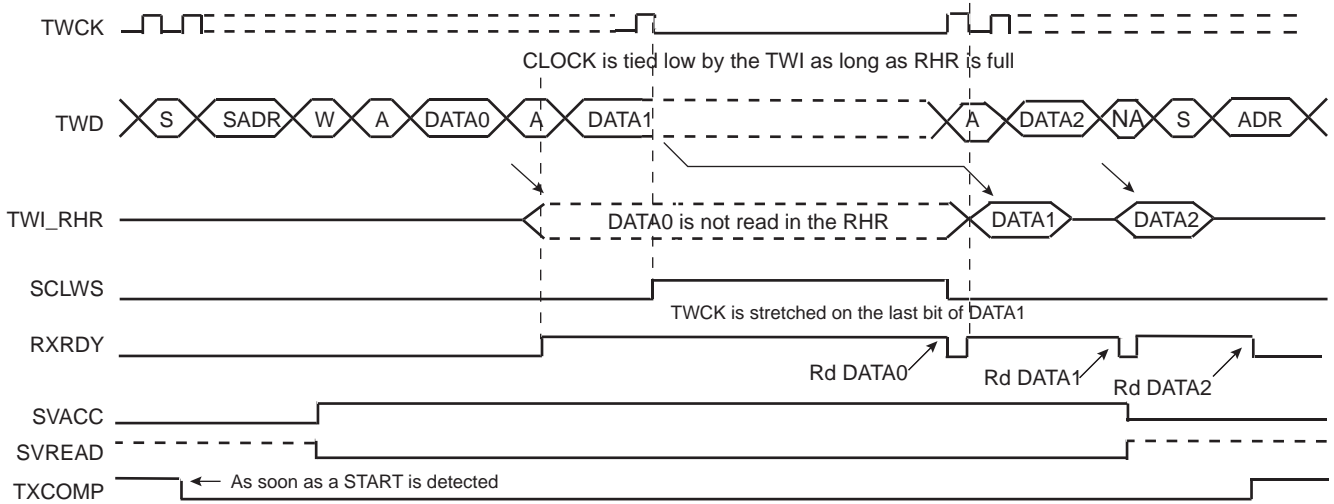 TWCK
CLOCK is tied low by the TWI as long as RHR is full
TWD S SADR W A DATA0 A DATA1 A DATA2 NA S ADR
TWI_RHR DATA0 is not read in the RHR DATA1 DATA2
SCLWS
TWCK is stretched on the last bit of DATA1
RXRDY
Rd DATA0 Rd DATA1 Rd DATA2
SVACC
SVREAD
TXCOMP As soon as a START is detected